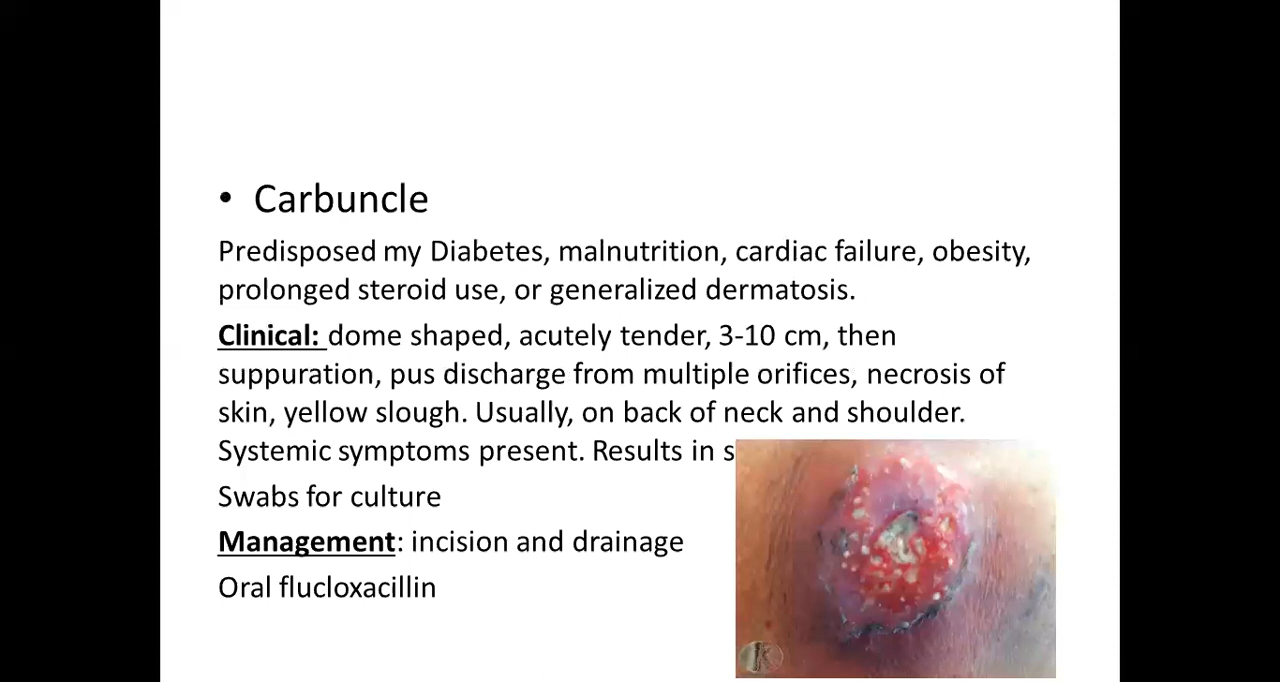 • Carbuncle
Predisposed my Diabetes, malnutrition, cardiac failure, obesity,
prolonged steroid use, or generalized dermatosis.
Clinical: dome shaped, acutely tender, 3-10 cm, then
suppuration, pus discharge from multiple orifices, necrosis of
skin, yellow slough. Usually, on back of neck and shoulder.
Systemic symptoms present. Results in
Swabs for culture
Management: incision and drainage
Oral flucloxacillin